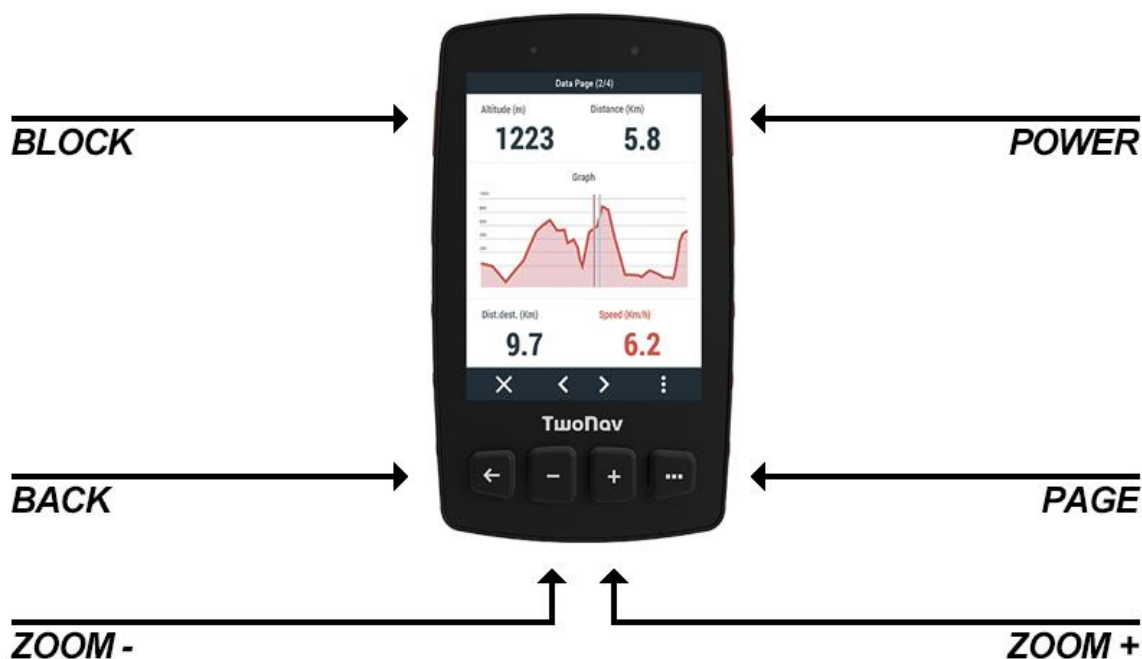 Data Page (2/4)
Altitude (m) Distance (Km)
BLOCK
1223 5.8
POWER
Graph
Dist.dest. (Km) Speed (Km/h)
9.7 6.2
TwoNav
BACK
PAGE
ZOOM -
ZOOM +